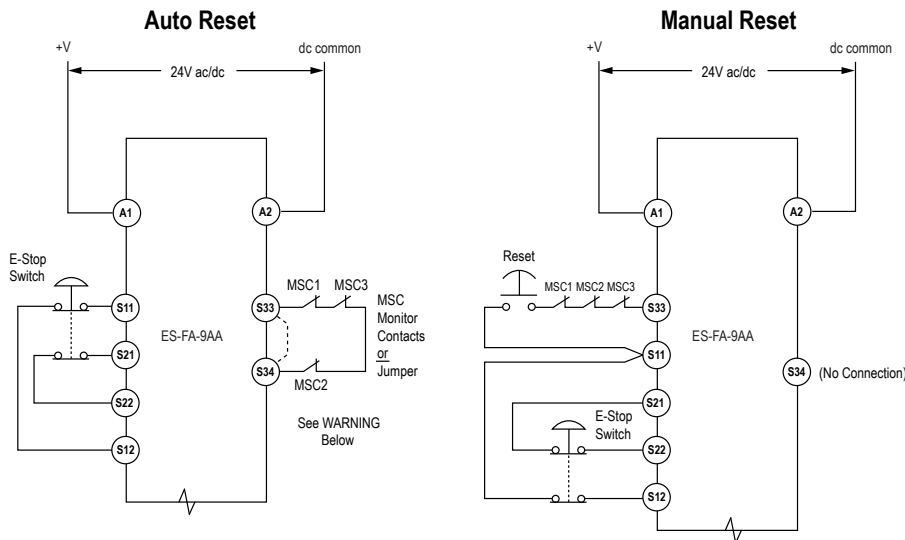 Auto Reset
+V
dc common
24V ac/dc
A1
A2
E-Stop
Switch
S11
S21
S22
S12
ES-FA-9AA
S33
S34
MSC1
MSC3
MSC2
MSC
Monitor
Contacts
or
Jumper
See WARNING
Below
Manual Reset
+V
dc common
24V ac/dc
A1
A2
Reset
MSC1
MSC2
MSC3
S33
S11
ES-FA-9AA
S34
(No Connection)
S21
E-Stop
Switch
S22
S12